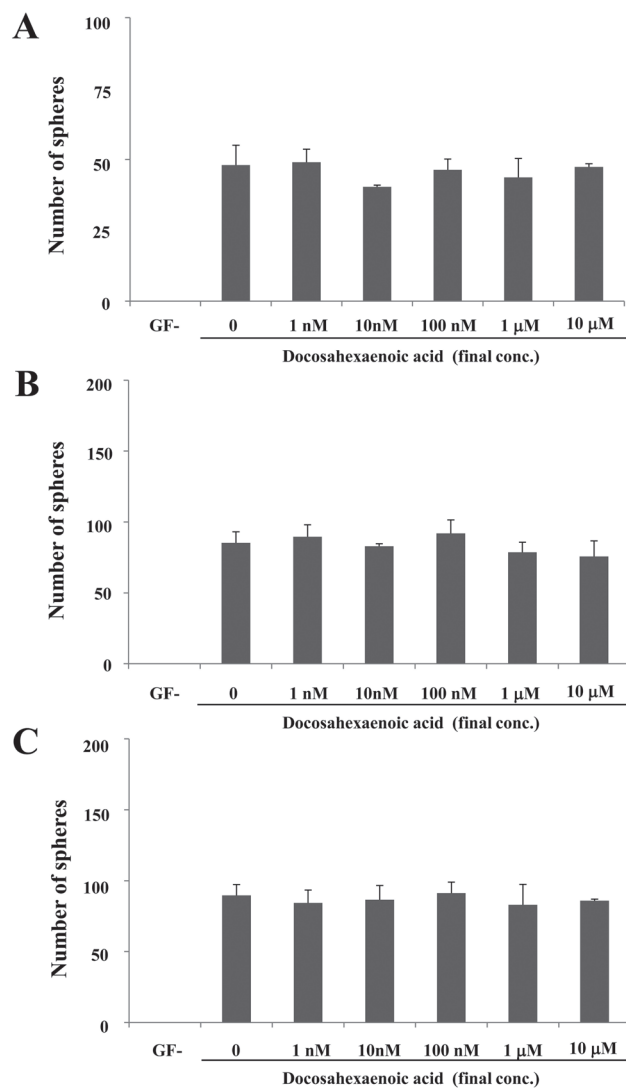 A
Number of spheres
100
75
50
25
0
GF- 0 1 nM 10nM 100 nM 1 μM 10 μM
Docosahexaenoic acid (final conc.)
B
Number of spheres
200
150
100
50
0
GF- 0 1 nM 10nM 100 nM 1 μM 10 μM
Docosahexaenoic acid (final conc.)
C
Number of spheres
200
150
100
50
0
GF- 0 1 nM 10nM 100 nM 1 μM 10 μM
Docosahexaenoic acid (final conc.)